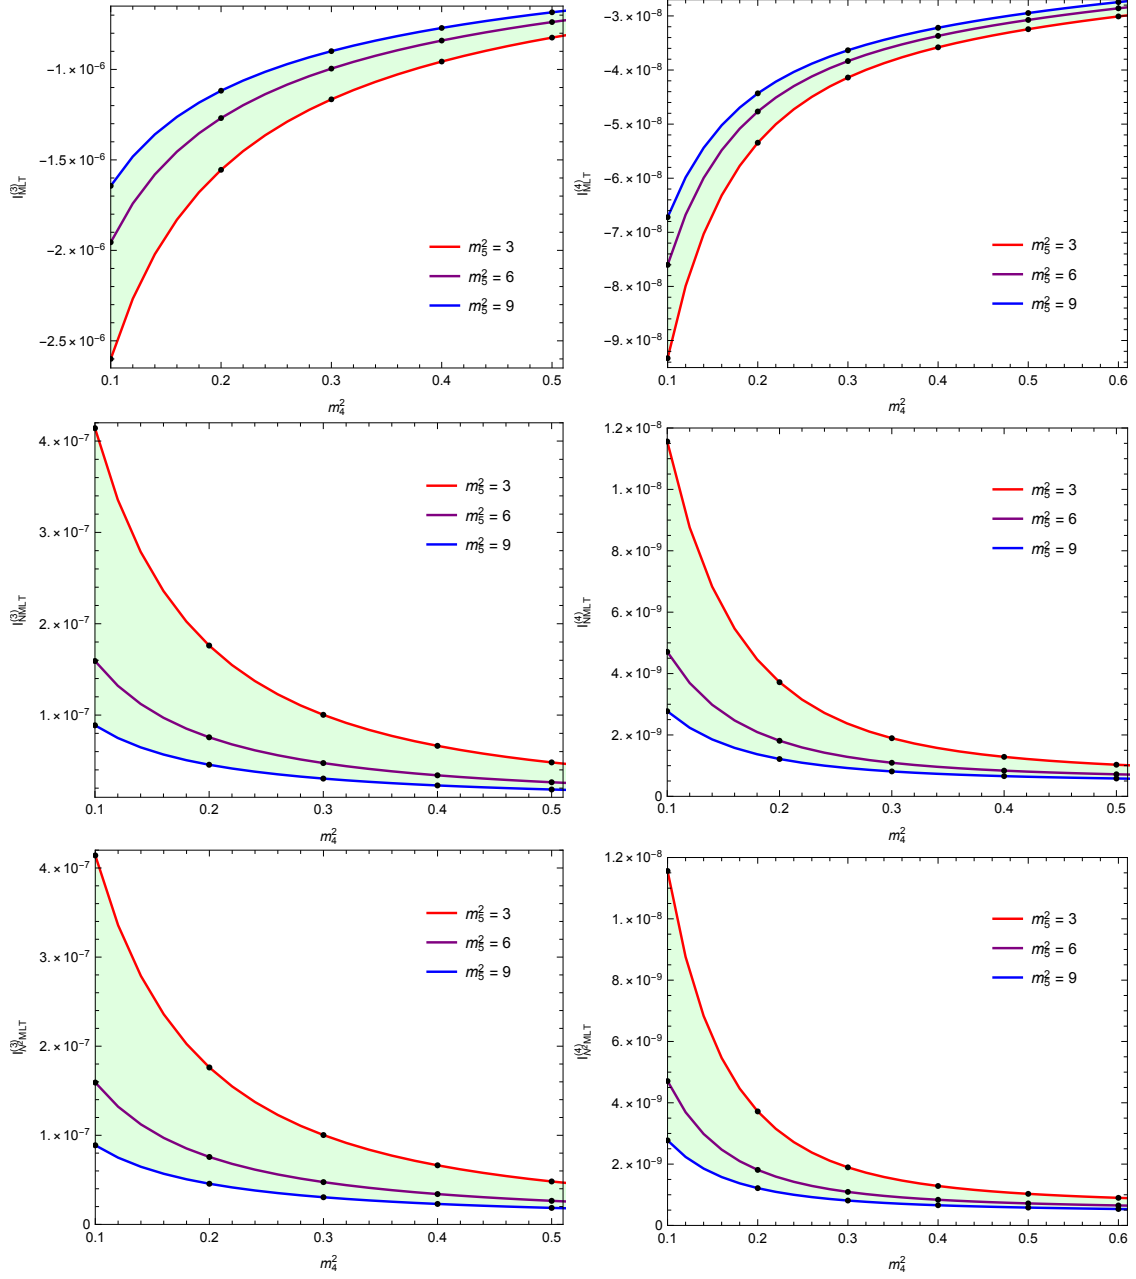 −1.×10⁻⁶
−1.5×10⁻⁶
−2.×10⁻⁶
−2.5×10⁻⁶
I_MLT^(3)
m₅² = 3
m₅² = 6
m₅² = 9
0.1 0.2 0.3 0.4 0.5
m₄²
−3.×10⁻⁸
−4.×10⁻⁸
−5.×10⁻⁸
−6.×10⁻⁸
−7.×10⁻⁸
−8.×10⁻⁸
−9.×10⁻⁸
I_MLT^(4)
m₅² = 3
m₅² = 6
m₅² = 9
0.1 0.2 0.3 0.4 0.5 0.6
m₄²
4.×10⁻⁷
3.×10⁻⁷
2.×10⁻⁷
1.×10⁻⁷
I_NMLT^(3)
m₅² = 3
m₅² = 6
m₅² = 9
0.1 0.2 0.3 0.4 0.5
m₄²
1.2×10⁻⁸
1.×10⁻⁸
8.×10⁻⁹
6.×10⁻⁹
4.×10⁻⁹
2.×10⁻⁹
0
I_NMLT^(4)
m₅² = 3
m₅² = 6
m₅² = 9
0.1 0.2 0.3 0.4 0.5
m₄²
4.×10⁻⁷
3.×10⁻⁷
2.×10⁻⁷
1.×10⁻⁷
0
I_N²MLT^(3)
m₅² = 3
m₅² = 6
m₅² = 9
0.1 0.2 0.3 0.4 0.5
m₄²
1.2×10⁻⁸
1.×10⁻⁸
8.×10⁻⁹
6.×10⁻⁹
4.×10⁻⁹
2.×10⁻⁹
0
I_N²MLT^(4)
m₅² = 3
m₅² = 6
m₅² = 9
0.1 0.2 0.3 0.4 0.5 0.6
m₄²